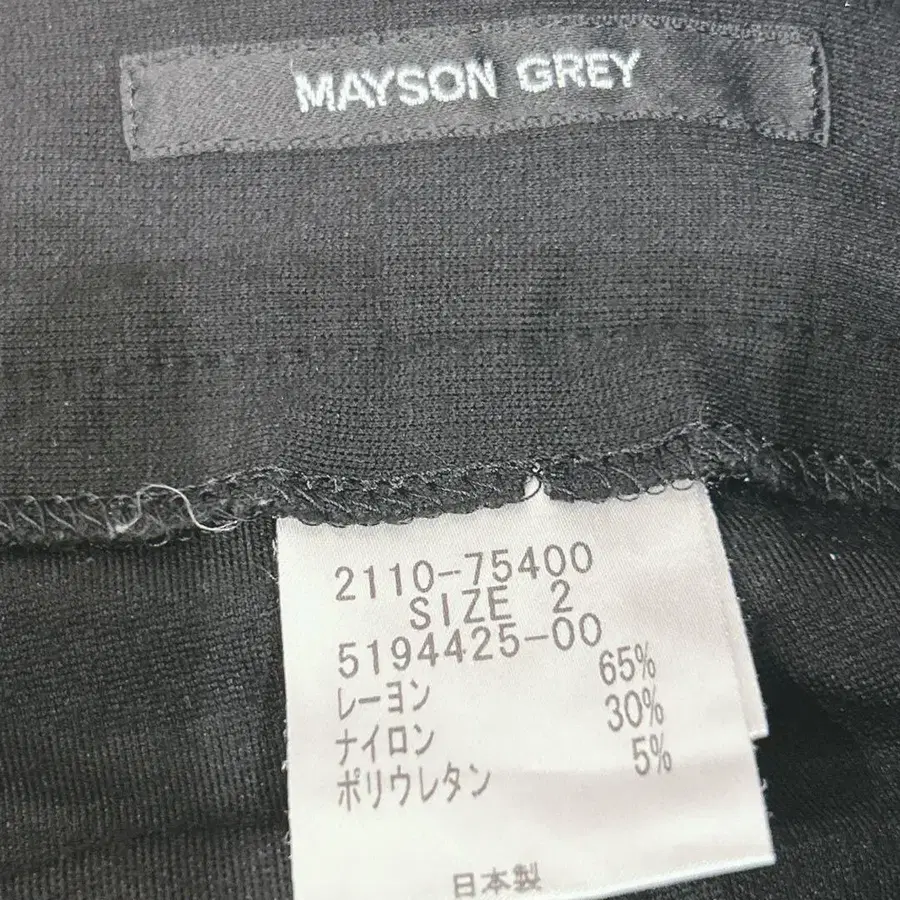 MAYSON GREY
2110-75400
SIZE 2
5194425-00
レーヨン 65%
ナイロン 30%
ポリウレタン 5%
日本製